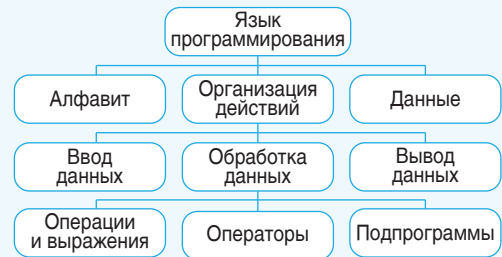 Язык
программирования
Алфавит
Организация
действий
Данные
Ввод
данных
Обработка
данных
Вывод
данных
Операции
и выражения
Операторы
Подпрограммы